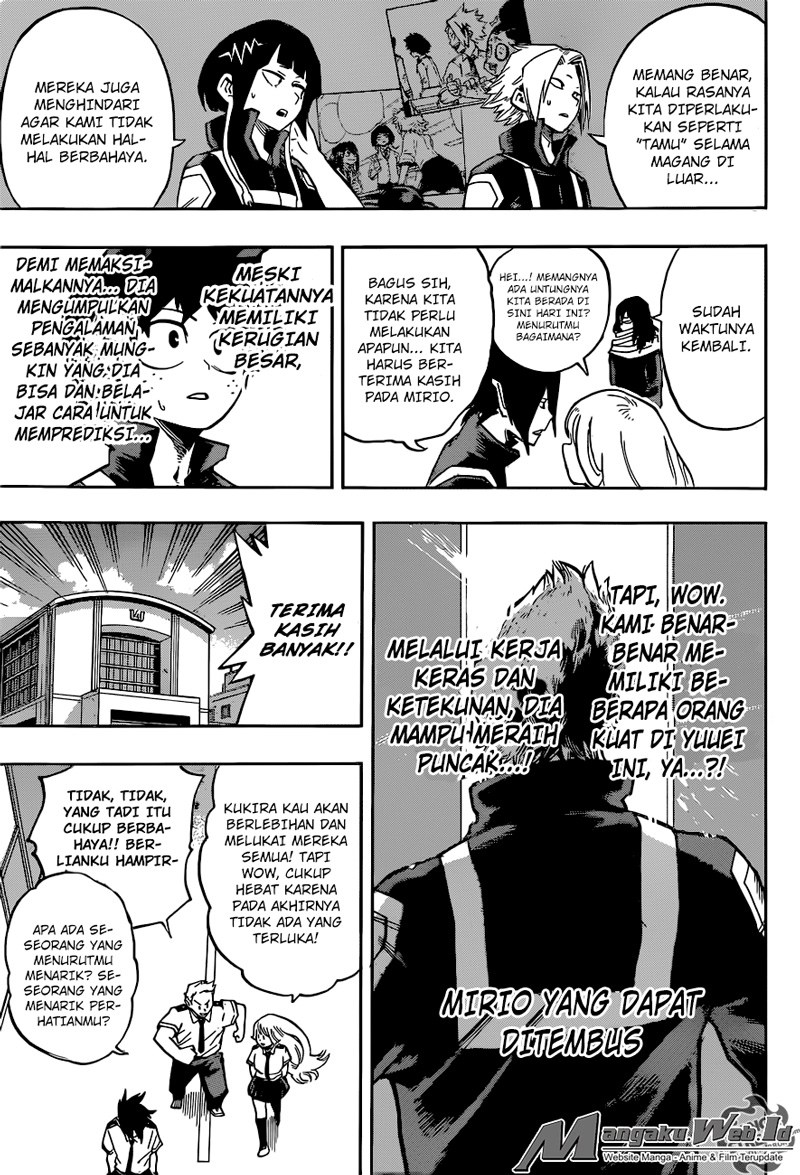 MEMANG BENAR,
KALAU RASANYA
KITA DIPERLAKU-
KAN SEPERTI
"TAMU" SELAMA
MAGANG DI
LUAR...
MEREKA JUGA
MENGHINDARI
AGAR KAMI TIDAK
MELAKUKAN HAL-
HAL BERBAHAYA.
SUDAH
WAKTUNYA
KEMBALI.
HEI...! MEMANGNYA
ADA UNTUNGNYA
KITA BERADA DI
SINI HARI INI?
MENURUTMU
BAGAIMANA?
BAGUS SIH,
KARENA KITA
TIDAK PERLU
MELAKUKAN
APAPUN... KITA
HARUS BER-
TERIMA KASIH
PADA MIRIO.
MESKI
KEKUATANNYA
MEMILIKI
KERUGIAN
BESAR,
DEMI MEMAKSI-
MALKANNYA... DIA
MENGUMPULKAN
PENGALAMAN
SEBANYAK MUNG-
KIN YANG DIA
BISA DAN BELA-
JAR CARA UNTUK
MEMPREDIKSI...
TAPI, WOW.
KAMI BENAR-
BENAR ME-
MILIKI BE-
BERAPA ORANG
KUAT DI YUUEI
INI, YA...?!
MELALUI KERJA
KERAS DAN
KETEKUNAN, DIA
MAMPU MERAIH
PUNCAK...!
MIRIO YANG DAPAT
DITEMBUS
TERIMA
KASIH
BANYAK!!
KUKIRA KAU AKAN
BERLEBIHAN DAN
MELUKAI MEREKA
SEMUA! TAPI
WOW, CUKUP
HEBAT KARENA
PADA AKHIRNYA
TIDAK ADA YANG
TERLUKA!
TIDAK, TIDAK,
YANG TADI ITU
CUKUP BERBA-
HAYA!! BER-
LIANKU HAMPIR-
APA ADA SE-
SEORANG YANG
MENURUTMU
MENARIK? SE-
SEORANG YANG
MENARIK PER-
HATIANMU?
Mangaku.Web.Id
Website Manga - Anime & Film-Terupdate